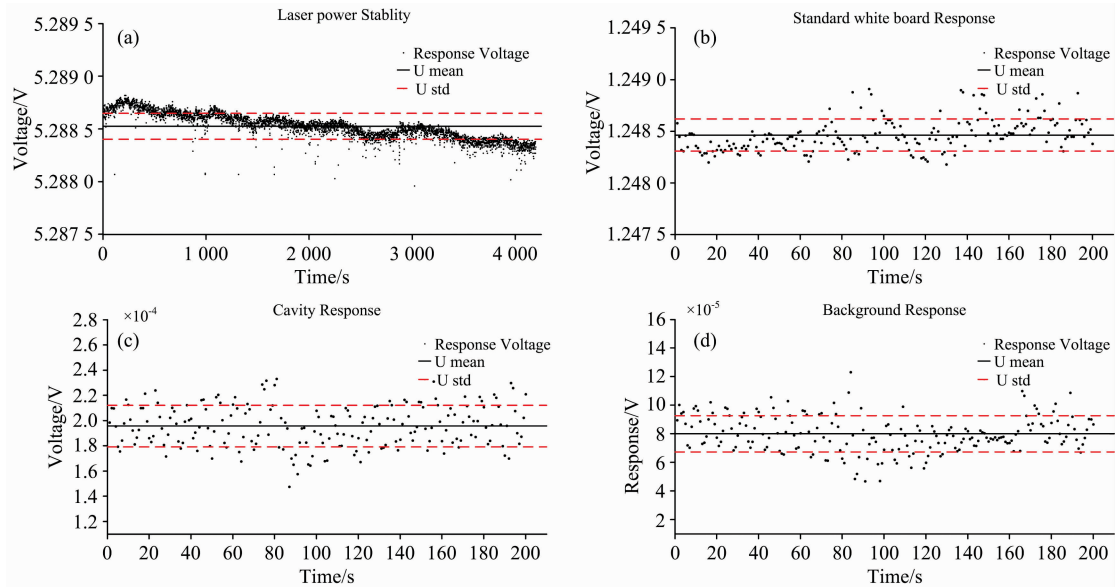 Laser power Stablity
(a)
Response Voltage
U mean
U std
Voltage/V
5.289 5
5.289 0
5.288 5
5.288 0
5.287 5
0 1 000 2 000 3 000 4 000
Time/s
Standard white board Response
(b)
Response Voltage
U mean
U std
Voltage/V
1.249 5
1.249 0
1.248 5
1.248 0
1.247 5
0 20 40 60 80 100 120 140 160 180 200
Time/s
Cavity Response
×10⁻⁴
(c)
Response Voltage
U mean
U std
Voltage/V
2.8
2.6
2.4
2.2
2.0
1.8
1.6
1.4
1.2
0 20 40 60 80 100 120 140 160 180 200
Time/s
Background Response
×10⁻⁵
(d)
Response Voltage
U mean
U std
Response/V
16
14
12
10
8
6
4
2
0 20 40 60 80 100 120 140 160 180 200
Time/s